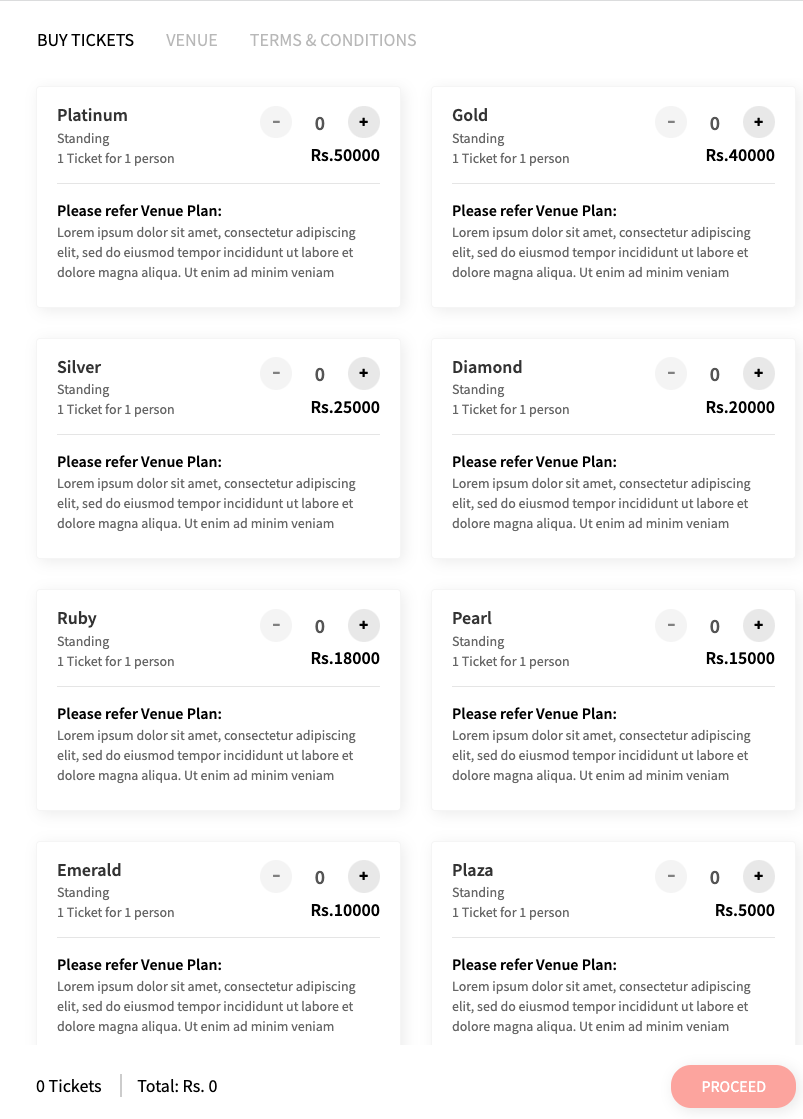 BUY TICKETS VENUE TERMS & CONDITIONS
Platinum - 0 +
Standing
1 Ticket for 1 person Rs.50000
Please refer Venue Plan:
Lorem ipsum dolor sit amet, consectetur adipiscing
elit, sed do eiusmod tempor incididunt ut labore et
dolore magna aliqua. Ut enim ad minim veniam
Gold - 0 +
Standing
1 Ticket for 1 person Rs.40000
Please refer Venue Plan:
Lorem ipsum dolor sit amet, consectetur adipiscing
elit, sed do eiusmod tempor incididunt ut labore et
dolore magna aliqua. Ut enim ad minim veniam
Silver - 0 +
Standing
1 Ticket for 1 person Rs.25000
Please refer Venue Plan:
Lorem ipsum dolor sit amet, consectetur adipiscing
elit, sed do eiusmod tempor incididunt ut labore et
dolore magna aliqua. Ut enim ad minim veniam
Diamond - 0 +
Standing
1 Ticket for 1 person Rs.20000
Please refer Venue Plan:
Lorem ipsum dolor sit amet, consectetur adipiscing
elit, sed do eiusmod tempor incididunt ut labore et
dolore magna aliqua. Ut enim ad minim veniam
Ruby - 0 +
Standing
1 Ticket for 1 person Rs.18000
Please refer Venue Plan:
Lorem ipsum dolor sit amet, consectetur adipiscing
elit, sed do eiusmod tempor incididunt ut labore et
dolore magna aliqua. Ut enim ad minim veniam
Pearl - 0 +
Standing
1 Ticket for 1 person Rs.15000
Please refer Venue Plan:
Lorem ipsum dolor sit amet, consectetur adipiscing
elit, sed do eiusmod tempor incididunt ut labore et
dolore magna aliqua. Ut enim ad minim veniam
Emerald - 0 +
Standing
1 Ticket for 1 person Rs.10000
Please refer Venue Plan:
Lorem ipsum dolor sit amet, consectetur adipiscing
elit, sed do eiusmod tempor incididunt ut labore et
dolore magna aliqua. Ut enim ad minim veniam
Plaza - 0 +
Standing
1 Ticket for 1 person Rs.5000
Please refer Venue Plan:
Lorem ipsum dolor sit amet, consectetur adipiscing
elit, sed do eiusmod tempor incididunt ut labore et
dolore magna aliqua. Ut enim ad minim veniam
0 Tickets Total: Rs. 0 PROCEED